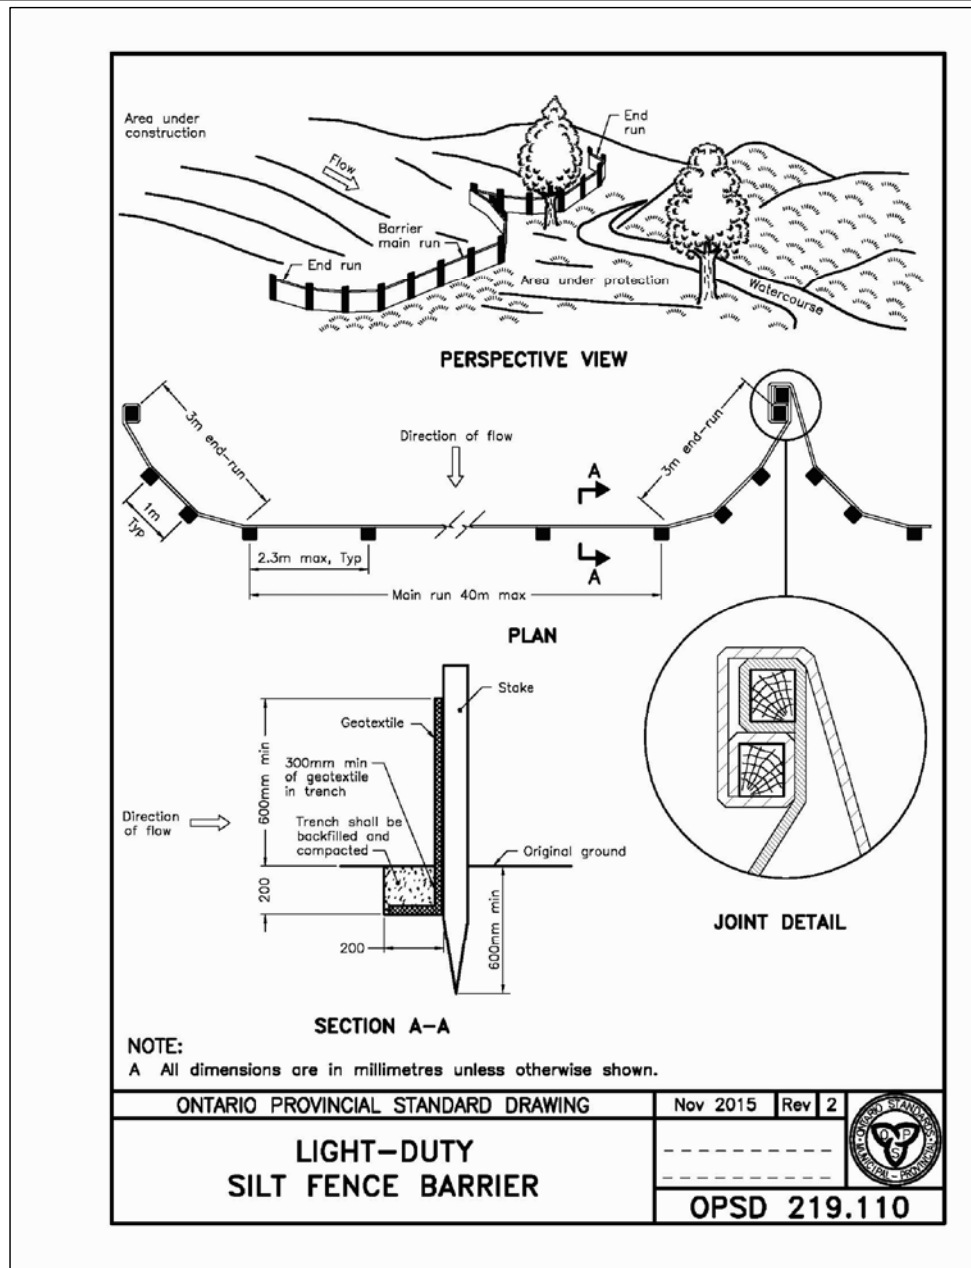 Area under
construction
End
run
Flow
Barrier
main run
End run
Area under protection
Watercourse
PERSPECTIVE VIEW
3m end-run
Direction of flow
3m end-run
A
1m
Typ
2.3m max, Typ
A
Main run 40m max
PLAN
Stake
Geotextile
600mm min
300mm min
of geotextile
in trench
Direction
of flow
Trench shall be
backfilled and
compacted
Original ground
200
200
600mm min
JOINT DETAIL
SECTION A-A
NOTE:
A All dimensions are in millimetres unless otherwise shown.
ONTARIO PROVINCIAL STANDARD DRAWING
Nov 2015 Rev 2
LIGHT-DUTY
SILT FENCE BARRIER
ONTARIO STANDARDS
MUNICIPAL - PROVINCIAL
O P
S
OPSD 219.110